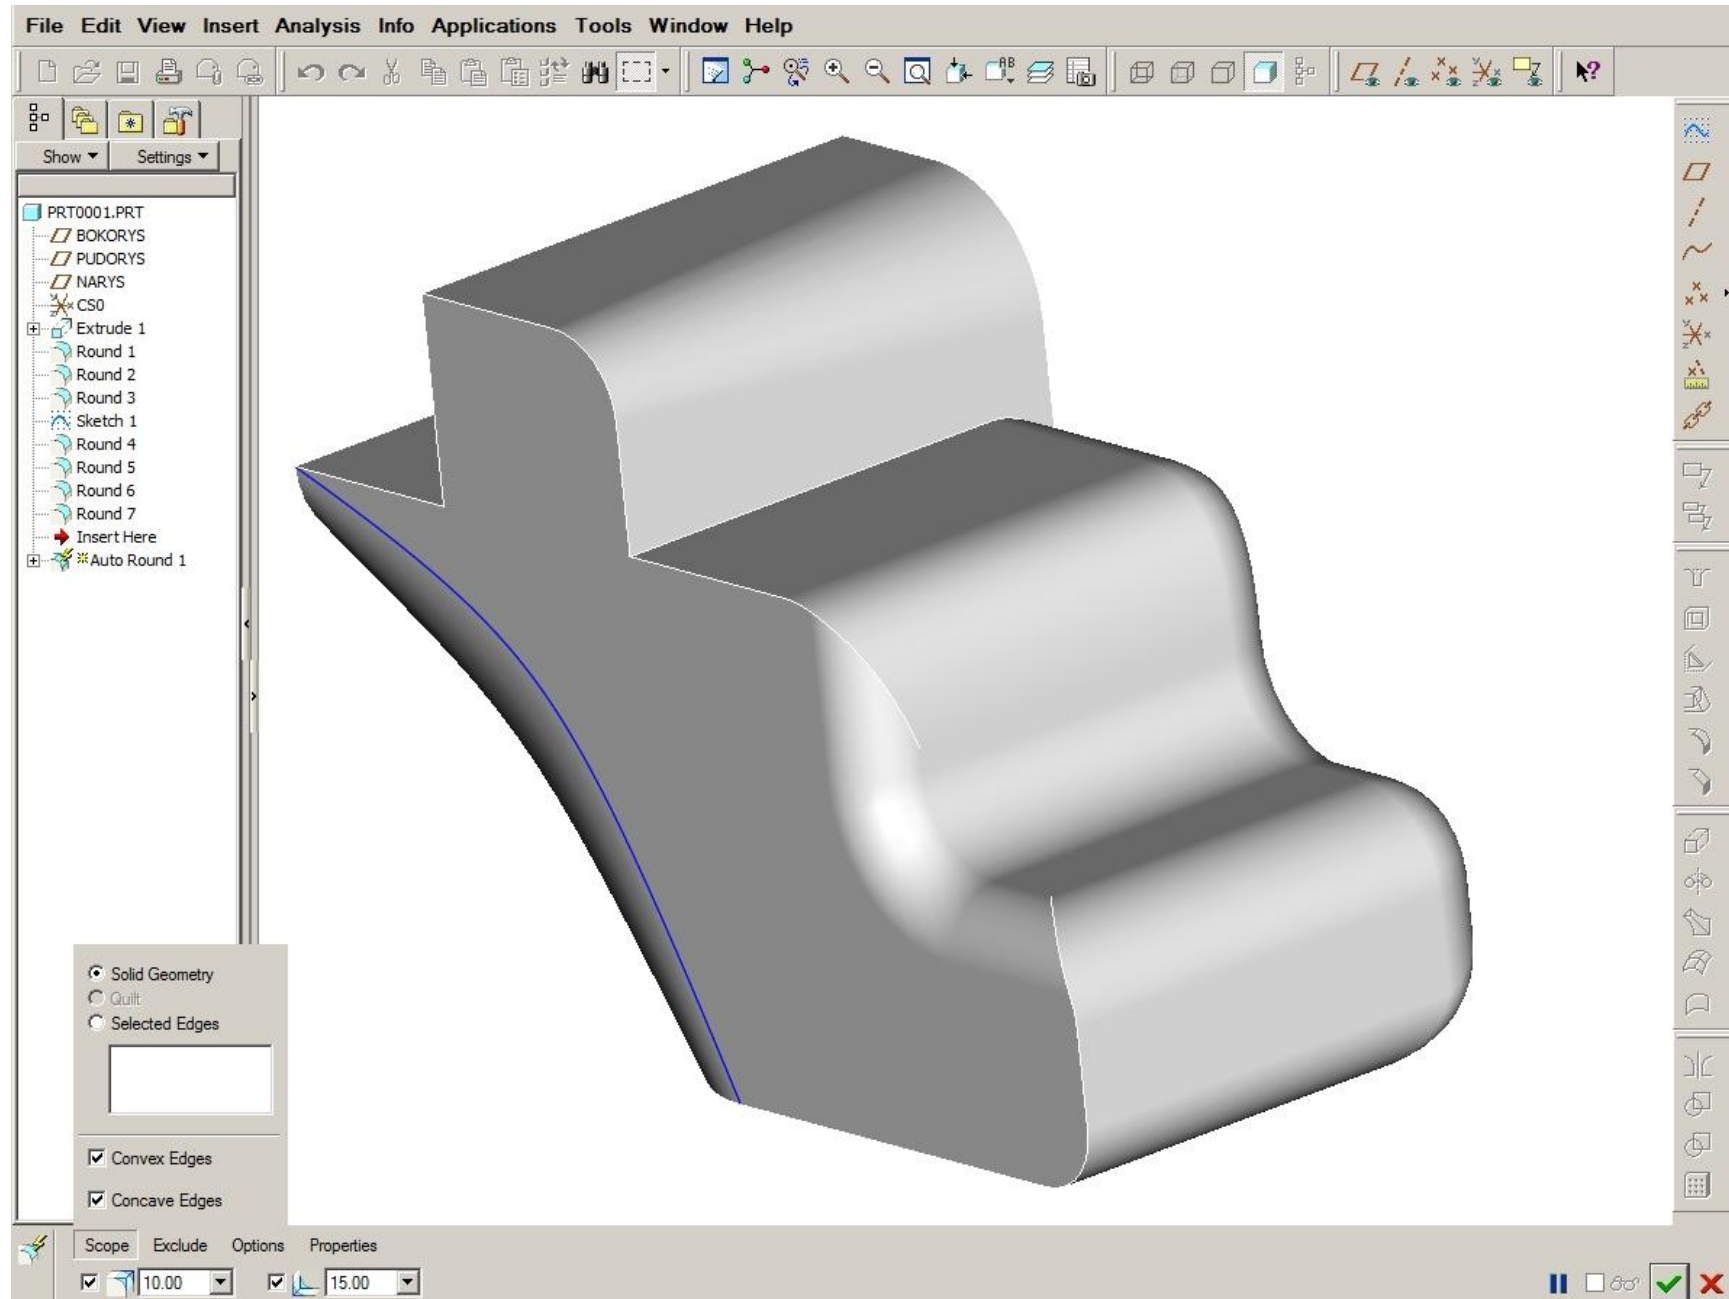 File Edit View Insert Analysis Info Applications Tools Window Help
Show Settings
PRT0001.PRT
BOKORYS
PUDORYS
NARYS
CS0
Extrude 1
Round 1
Round 2
Round 3
Sketch 1
Round 4
Round 5
Round 6
Round 7
Insert Here
Auto Round 1
Solid Geometry
Quilt
Selected Edges
Convex Edges
Concave Edges
Scope Exclude Options Properties
10.00 15.00